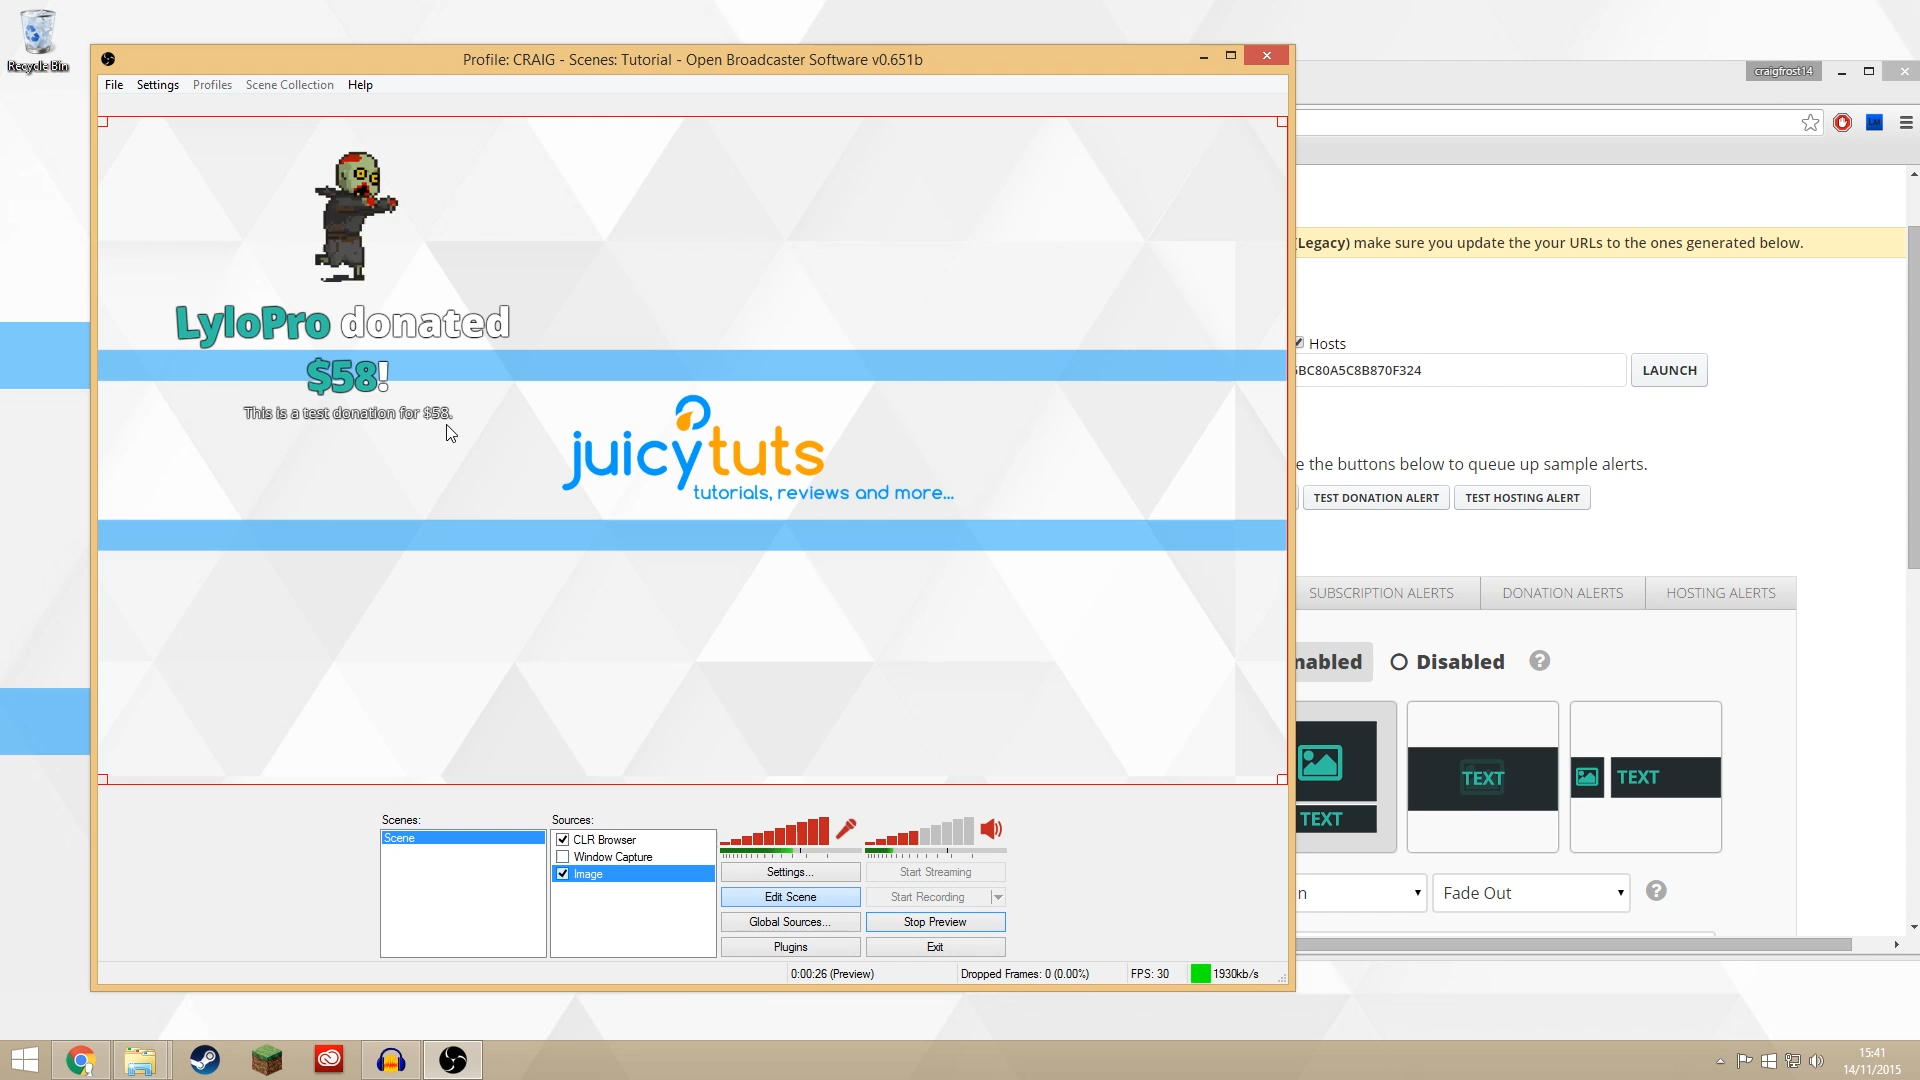 Recycle Bin
Profile: CRAIG - Scenes: Tutorial - Open Broadcaster Software v0.651b
File Settings Profiles Scene Collection Help
craigfrost14
LyloPro donated
$58!
This is a test donation for $58.
juicytuts
tutorials, reviews and more...
(Legacy) make sure you update the your URLs to the ones generated below.
Hosts
BC80A5C8B870F324
LAUNCH
e the buttons below to queue up sample alerts.
TEST DONATION ALERT TEST HOSTING ALERT
SUBSCRIPTION ALERTS DONATION ALERTS HOSTING ALERTS
nabled Disabled ?
TEXT
TEXT
TEXT
n Fade Out ?
Scenes:
Scene
Sources:
CLR Browser
Window Capture
Image
Settings... Start Streaming
Edit Scene Start Recording
Global Sources... Stop Preview
Plugins Exit
0:00:26 (Preview) Dropped Frames: 0 (0.00%) FPS: 30 1930kb/s
15:41
14/11/2015